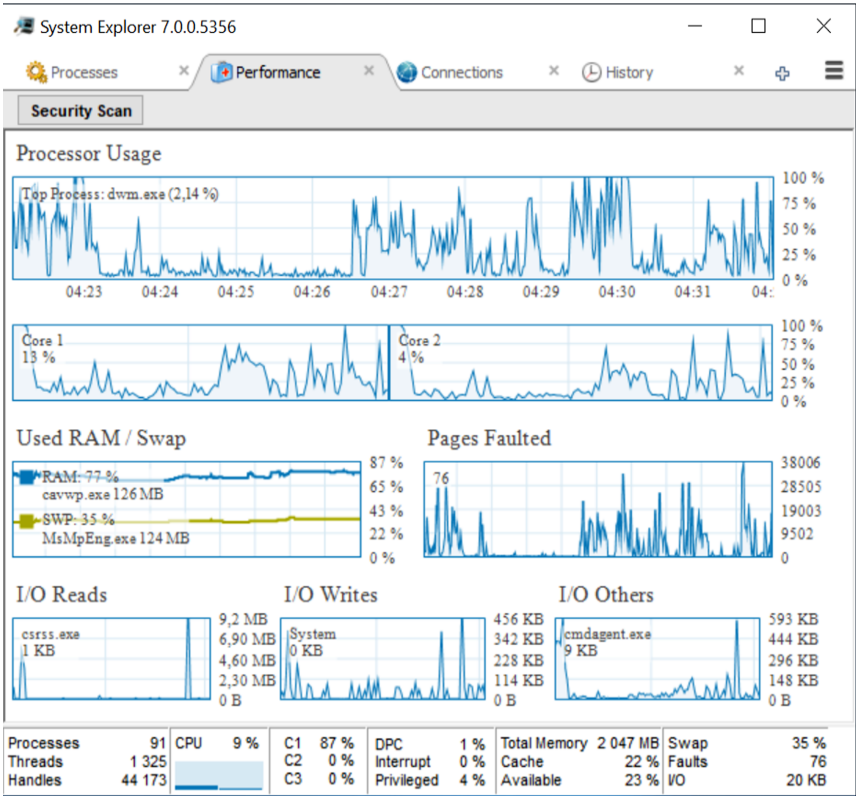 System Explorer 7.0.0.5356
Processes
Performance
Connections
History
Security Scan
Processor Usage
Top Process: dwm.exe (2,14 %)
100 %
75 %
50 %
25 %
0 %
04:23 04:24 04:25 04:26 04:27 04:28 04:29 04:30 04:31 04:
Core 1
13 %
Core 2
4 %
100 %
75 %
50 %
25 %
0 %
Used RAM / Swap
RAM: 77 %
cavwp.exe 126 MB
SWP: 35 %
MsMpEng.exe 124 MB
87 %
65 %
43 %
22 %
0 %
Pages Faulted
76
38006
28505
19003
9502
0
I/O Reads
csrss.exe
1 KB
9,2 MB
6,90 MB
4,60 MB
2,30 MB
0 B
I/O Writes
System
0 KB
456 KB
342 KB
228 KB
114 KB
0 B
I/O Others
cmdagent.exe
9 KB
593 KB
444 KB
296 KB
148 KB
0 B
Processes 91
Threads 1 325
Handles 44 173
CPU 9 %
C1 87 %
C2 0 %
C3 0 %
DPC 1 %
Interrupt 0 %
Privileged 4 %
Total Memory 2 047 MB
Cache 22 %
Available 23 %
Swap 35 %
Faults 76
I/O 20 KB